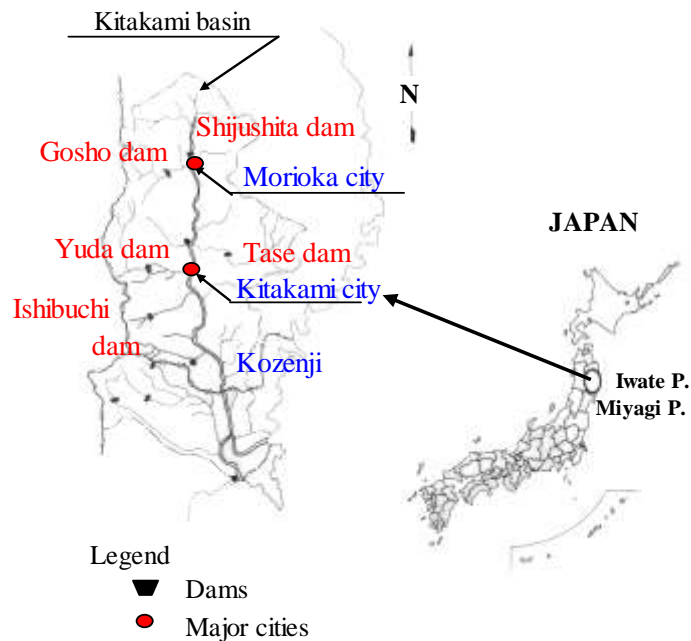 Kitakami basin
N
Shijushita dam
Gosho dam
Morioka city
JAPAN
Yuda dam
Tase dam
Kitakami city
Ishibuchi
dam
Kozenji
Iwate P.
Miyagi P.
Legend
Dams
Major cities